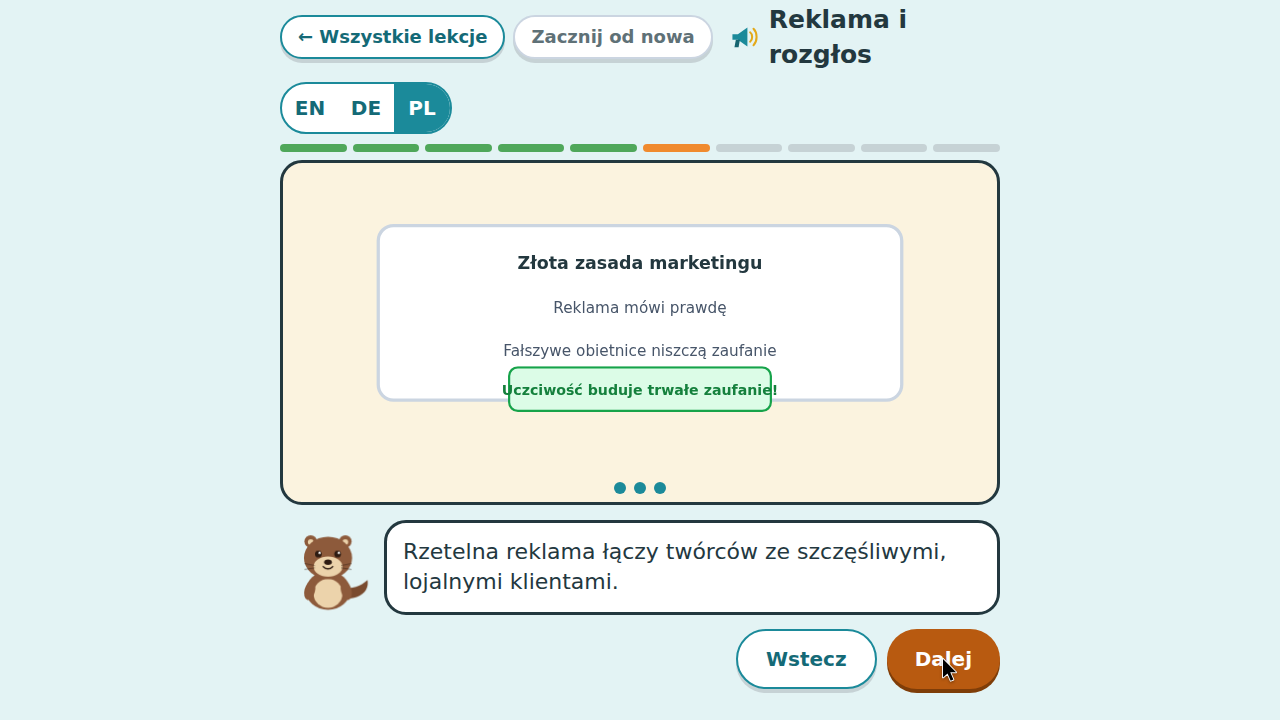 ← Wszystkie lekcje
Zacznij od nowa
Reklama i
rozgłos
EN DE PL
Złota zasada marketingu
Reklama mówi prawdę
Fałszywe obietnice niszczą zaufanie
Uczciwość buduje trwałe zaufanie!
Rzetelna reklama łączy twórców ze szczęśliwymi,
lojalnymi klientami.
Wstecz
Dalej